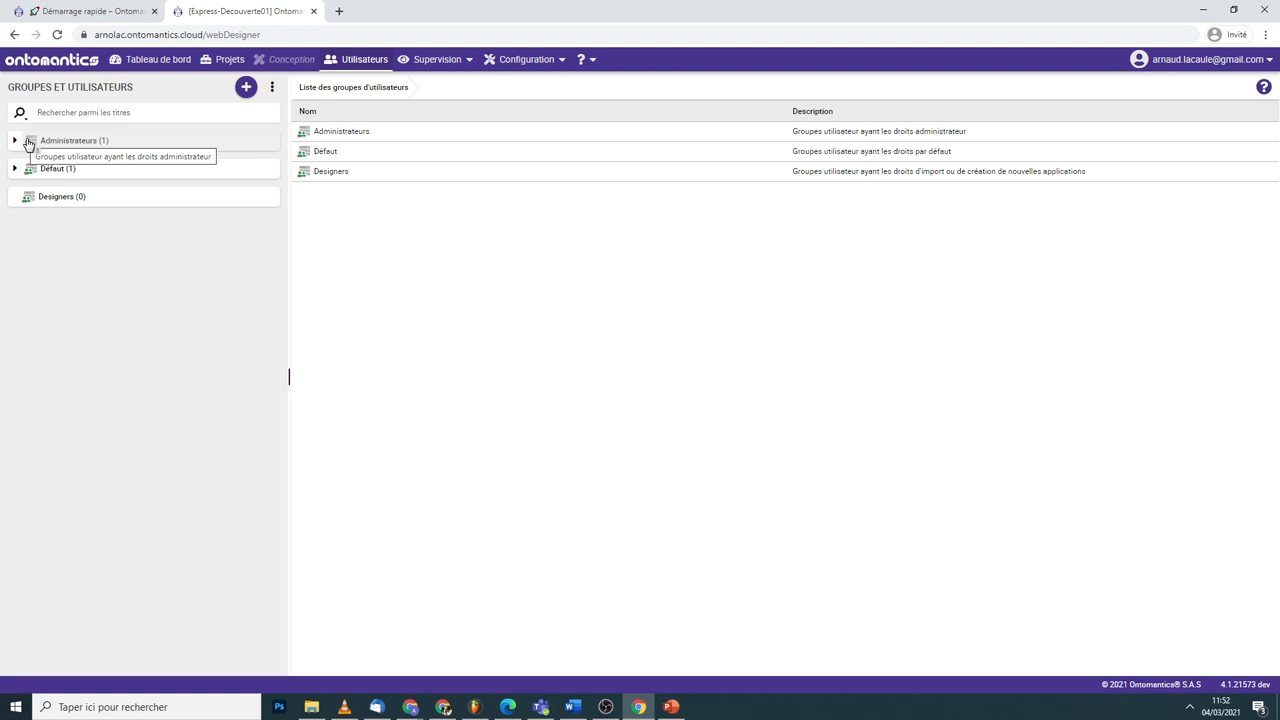 Démarrage rapide – Ontoma
[Express-Decouverte01] Ontoma
arnolac.ontomantics.cloud/webDesigner
Invité
ontomantics
Tableau de bord
Projets
Conception
Utilisateurs
Supervision
Configuration
?
arnaud.lacaule@gmail.com
GROUPES ET UTILISATEURS
Liste des groupes d'utilisateurs
Rechercher parmi les titres
Nom
Description
Administrateurs (1)
Groupes utilisateur ayant les droits administrateur
Défaut (1)
Designers (0)
Administrateurs
Groupes utilisateur ayant les droits administrateur
Défaut
Groupes utilisateur ayant les droits par défaut
Designers
Groupes utilisateur ayant les droits d'import ou de création de nouvelles applications
© 2021 Ontomantics® S.A.S
4.1.21573 dev
Taper ici pour rechercher
11:52
04/03/2021